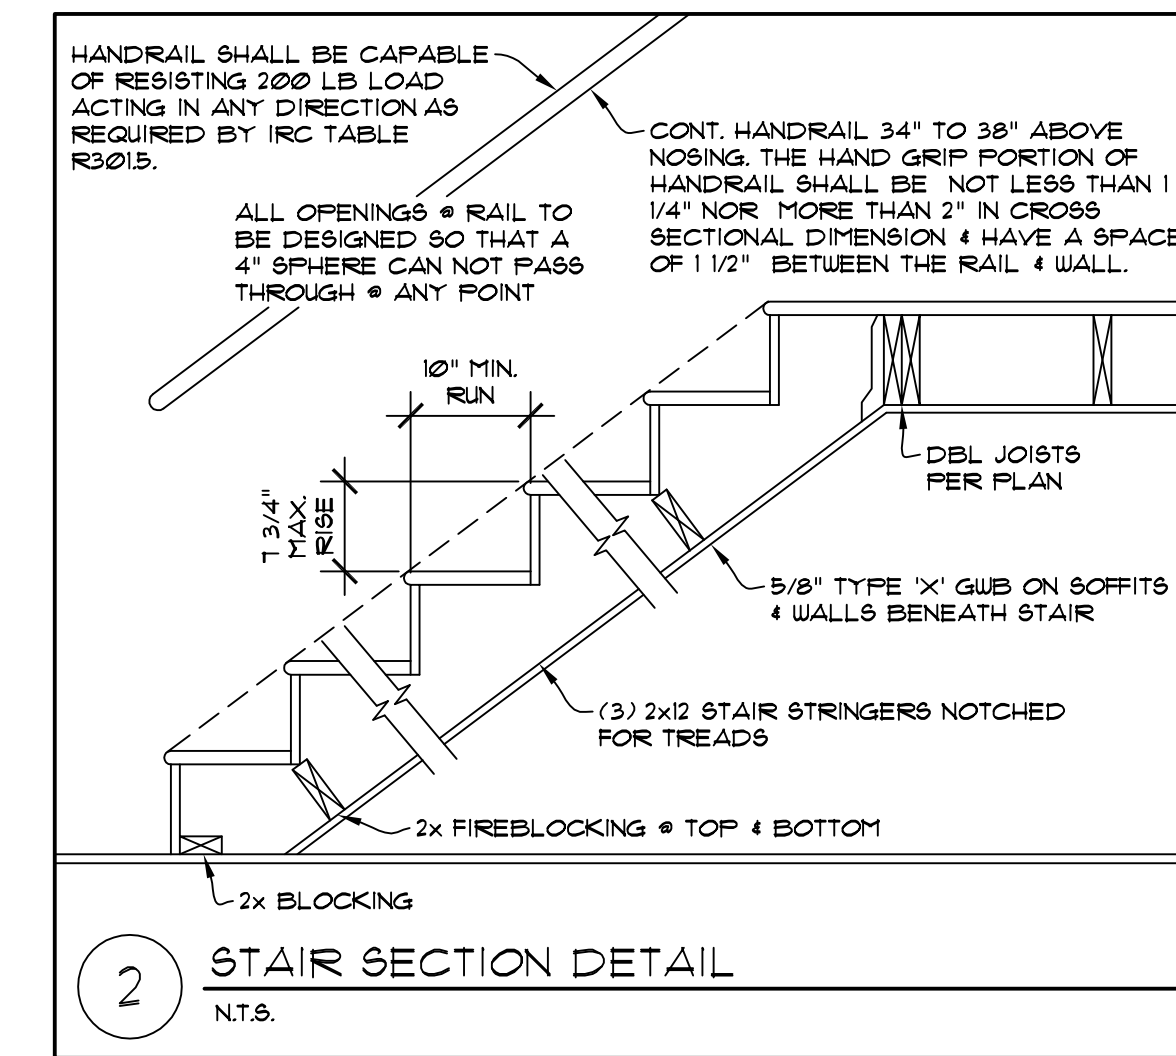 HANDRAIL SHALL BE CAPABLE
OF RESISTING 200 LB LOAD
ACTING IN ANY DIRECTION AS
REQUIRED BY IRC TABLE
R301.5.
CONT. HANDRAIL 34" TO 38" ABOVE
NOSING. THE HAND GRIP PORTION OF
HANDRAIL SHALL BE NOT LESS THAN 1
1/4" NOR MORE THAN 2" IN CROSS
SECTIONAL DIMENSION & HAVE A SPACE
OF 1 1/2" BETWEEN THE RAIL & WALL.
ALL OPENINGS @ RAIL TO
BE DESIGNED SO THAT A
4" SPHERE CAN NOT PASS
THROUGH @ ANY POINT
10" MIN.
RUN
7 3/4"
MAX.
RISE
DBL JOISTS
PER PLAN
5/8" TYPE 'X' GWB ON SOFFITS
& WALLS BENEATH STAIR
(3) 2x12 STAIR STRINGERS NOTCHED
FOR TREADS
2x FIREBLOCKING @ TOP & BOTTOM
2x BLOCKING
2
STAIR SECTION DETAIL
N.T.S.